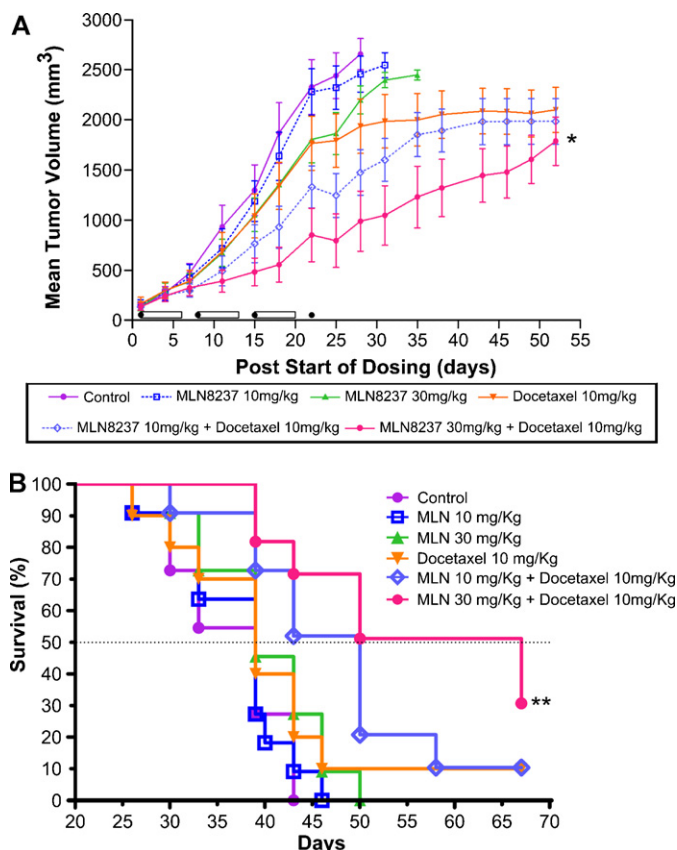 A
Mean Tumor Volume (mm³)
3000
2500
2000
1500
1000
500
0
0 5 10 15 20 25 30 35 40 45 50 55
*
Post Start of Dosing (days)
Control MLN8237 10mg/kg MLN8237 30mg/kg Docetaxel 10mg/kg
MLN8237 10mg/kg + Docetaxel 10mg/kg MLN8237 30mg/kg + Docetaxel 10mg/kg
B
Survival (%)
100
90
80
70
60
50
40
30
20
10
0
20 25 30 35 40 45 50 55 60 65 70
Control
MLN 10 mg/Kg
MLN 30 mg/Kg
Docetaxel 10 mg/Kg
MLN 10 mg/Kg + Docetaxel 10mg/Kg
MLN 30 mg/Kg + Docetaxel 10mg/Kg
**
Days